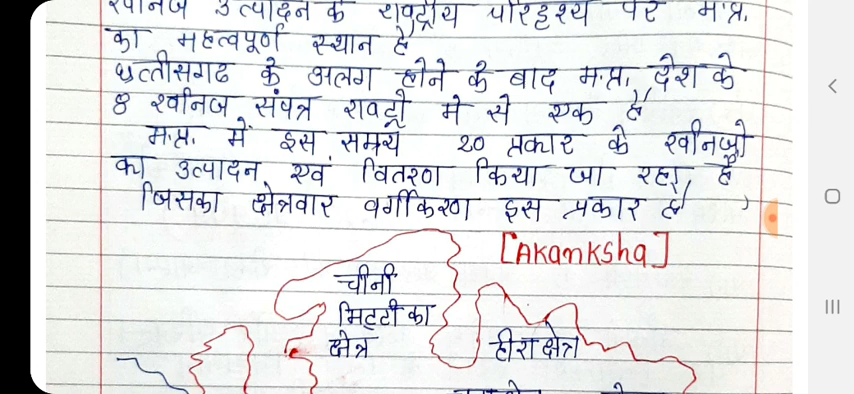 खनिज उत्पादन के राष्ट्रीय परिदृश्य पर म.प्र.
का महत्वपूर्ण स्थान है,
छत्तीसगढ के अलग होने के बाद म.प्र. देश के
8 खनिज संपन्न राष्ट्रों मे से एक है,
म.प्र. में इस समय 20 प्रकार के खनिजो
का उत्पादन एवं वितरण किया जा रहा है
जिसका क्षेत्रवार वर्गीकरण इस प्रकार है,
[AKanksha]
चीनी
मिट्टी का
क्षेत्र
हीरा क्षेत्र